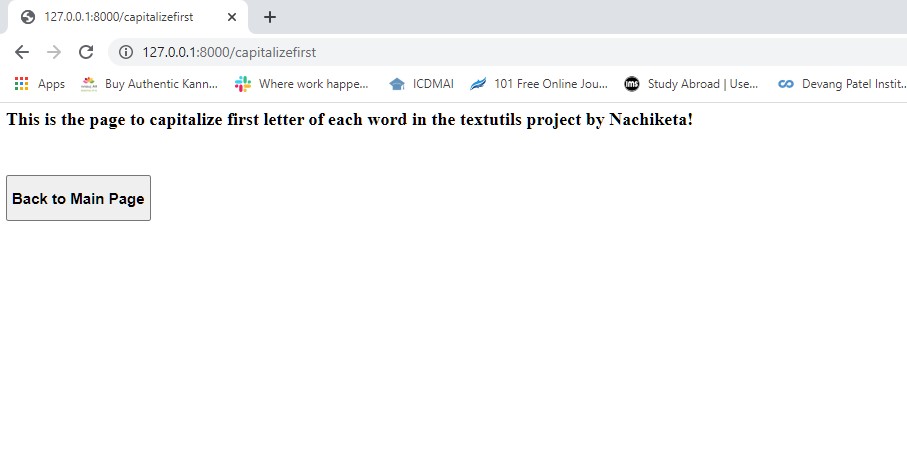 127.0.0.1:8000/capitalizefirst
127.0.0.1:8000/capitalizefirst
Apps Buy Authentic Kann... Where work happe... ICDMAI 101 Free Online Jou... ims Study Abroad | Use... Devang Patel Instit...
This is the page to capitalize first letter of each word in the textutils project by Nachiketa!
Back to Main Page